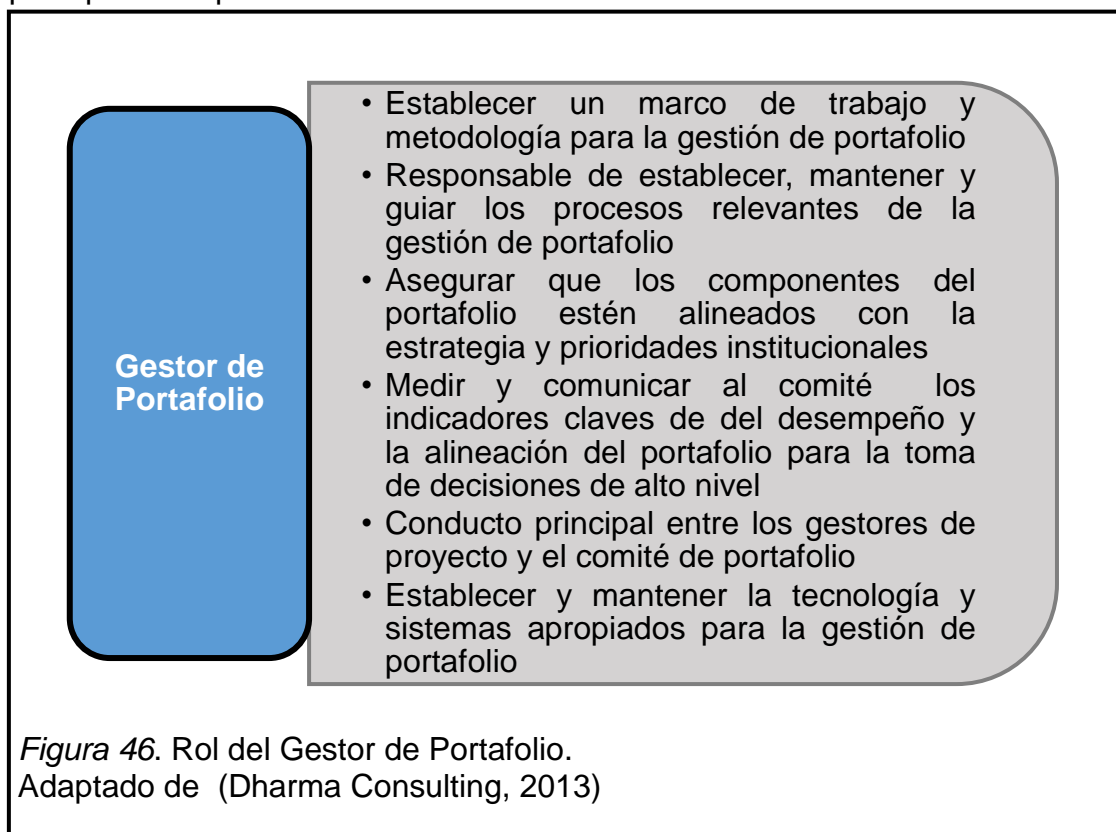 • Establecer un marco de trabajo y
metodología para la gestión de portafolio
• Responsable de establecer, mantener y
guiar los procesos relevantes de la
gestión de portafolio
• Asegurar que los componentes del
portafolio estén alineados con la
estrategia y prioridades institucionales
Gestor de
Portafolio
• Medir y comunicar al comité los
indicadores claves de del desempeño y
la alineación del portafolio para la toma
de decisiones de alto nivel
• Conducto principal entre los gestores de
proyecto y el comité de portafolio
• Establecer y mantener la tecnología y
sistemas apropiados para la gestión de
portafolio
Figura 46. Rol del Gestor de Portafolio.
Adaptado de (Dharma Consulting, 2013)